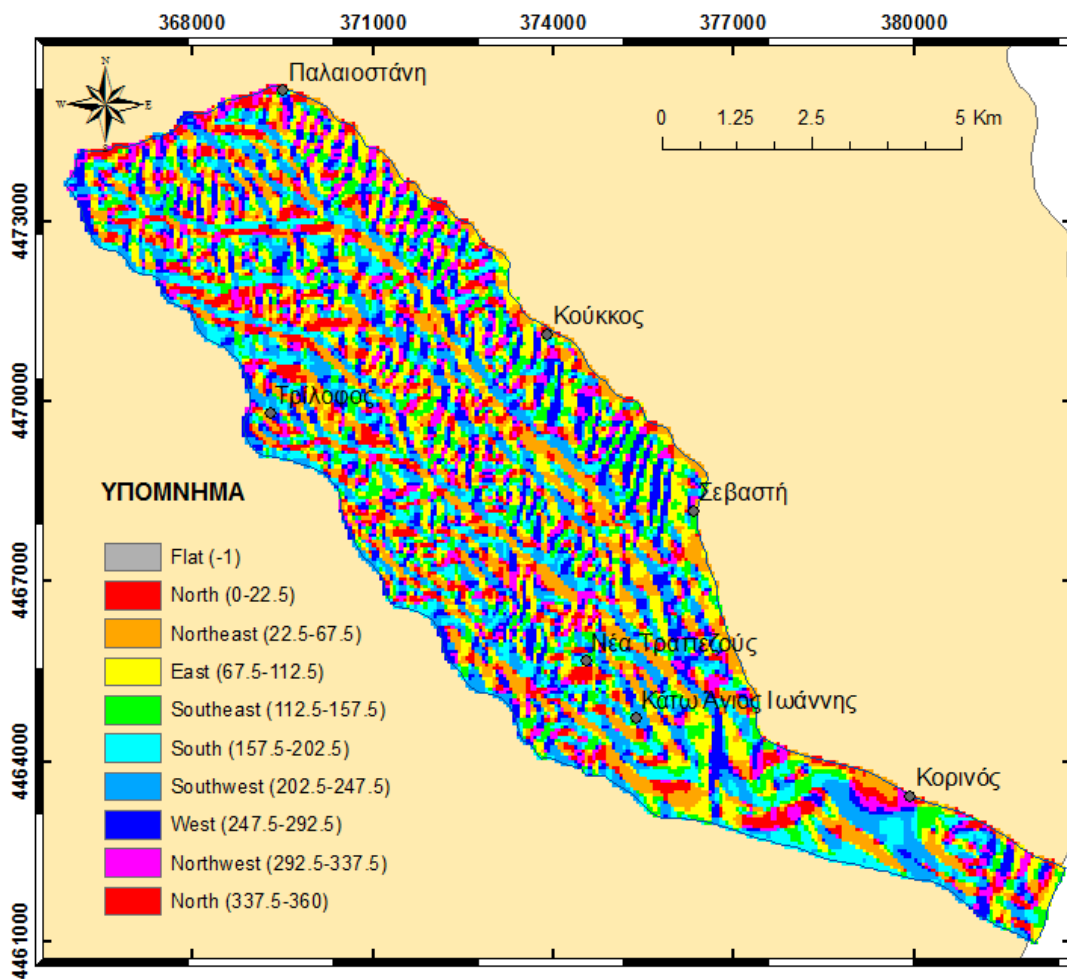 368000 371000 374000 377000 380000
N
W E
S
Παλαιοστάνη
0 1.25 2.5 5 Km
4473000
Κούκκος
4470000
Τρίλοφος
ΥΠΟΜΝΗΜΑ
Σεβαστή
Flat (-1)
4467000
North (0-22.5)
Northeast (22.5-67.5)
Νέα Τραπεζούς
East (67.5-112.5)
Southeast (112.5-157.5)
Κάτω Άγιος Ιωάννης
South (157.5-202.5)
4464000
Southwest (202.5-247.5)
Κορινός
West (247.5-292.5)
Northwest (292.5-337.5)
North (337.5-360)
4461000